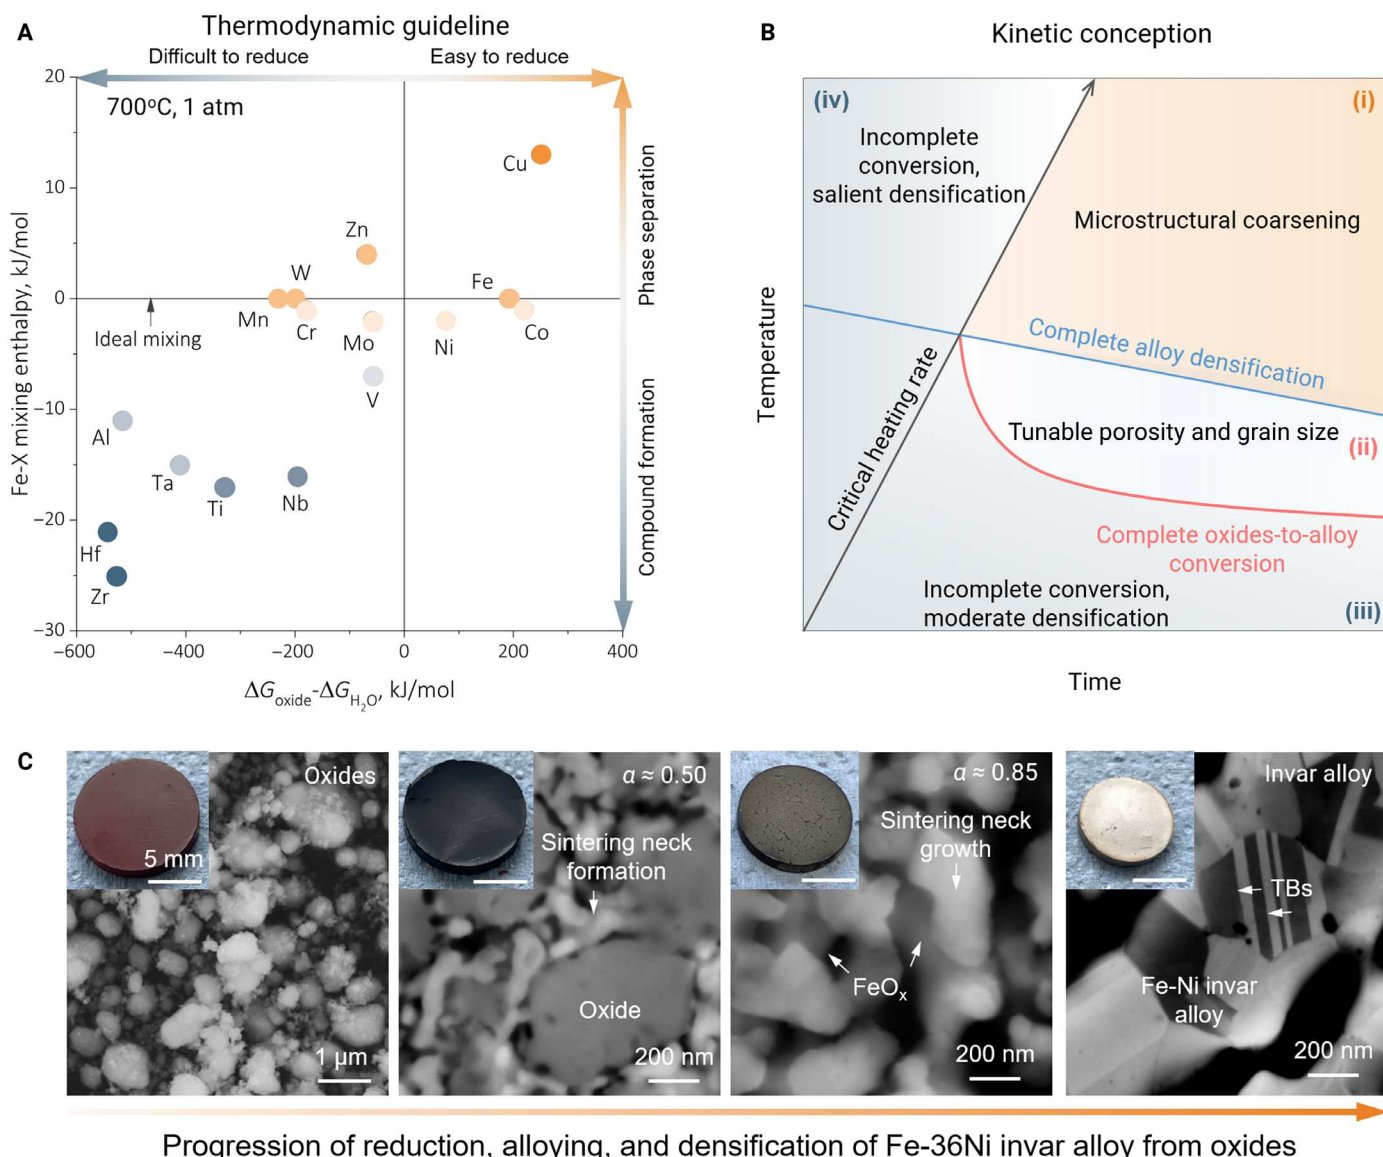 A
Thermodynamic guideline
Difficult to reduce
Easy to reduce
20
10
0
−10
−20
−30
Fe-X mixing enthalpy, kJ/mol
700°C, 1 atm
Cu
Zn
W
Fe
Mn
Cr
Mo
Ni
Co
Ideal mixing
V
Al
Ta
Ti
Nb
Hf
Zr
Phase separation
Compound formation
−600
−400
−200
0
200
400
ΔG_oxide-ΔG_H₂O, kJ/mol
B
Kinetic conception
(iv)
(i)
Incomplete
conversion,
salient densification
Microstructural coarsening
Temperature
Critical heating rate
Complete alloy densification
Tunable porosity and grain size
(ii)
Complete oxides-to-alloy
conversion
Incomplete conversion,
moderate densification
(iii)
Time
C
Oxides
5 mm
1 μm
α ≈ 0.50
Sintering neck
formation
Oxide
200 nm
α ≈ 0.85
Sintering neck
growth
FeOₓ
200 nm
Invar alloy
TBs
Fe-Ni invar
alloy
200 nm
Progression of reduction, alloying, and densification of Fe-36Ni invar alloy from oxides